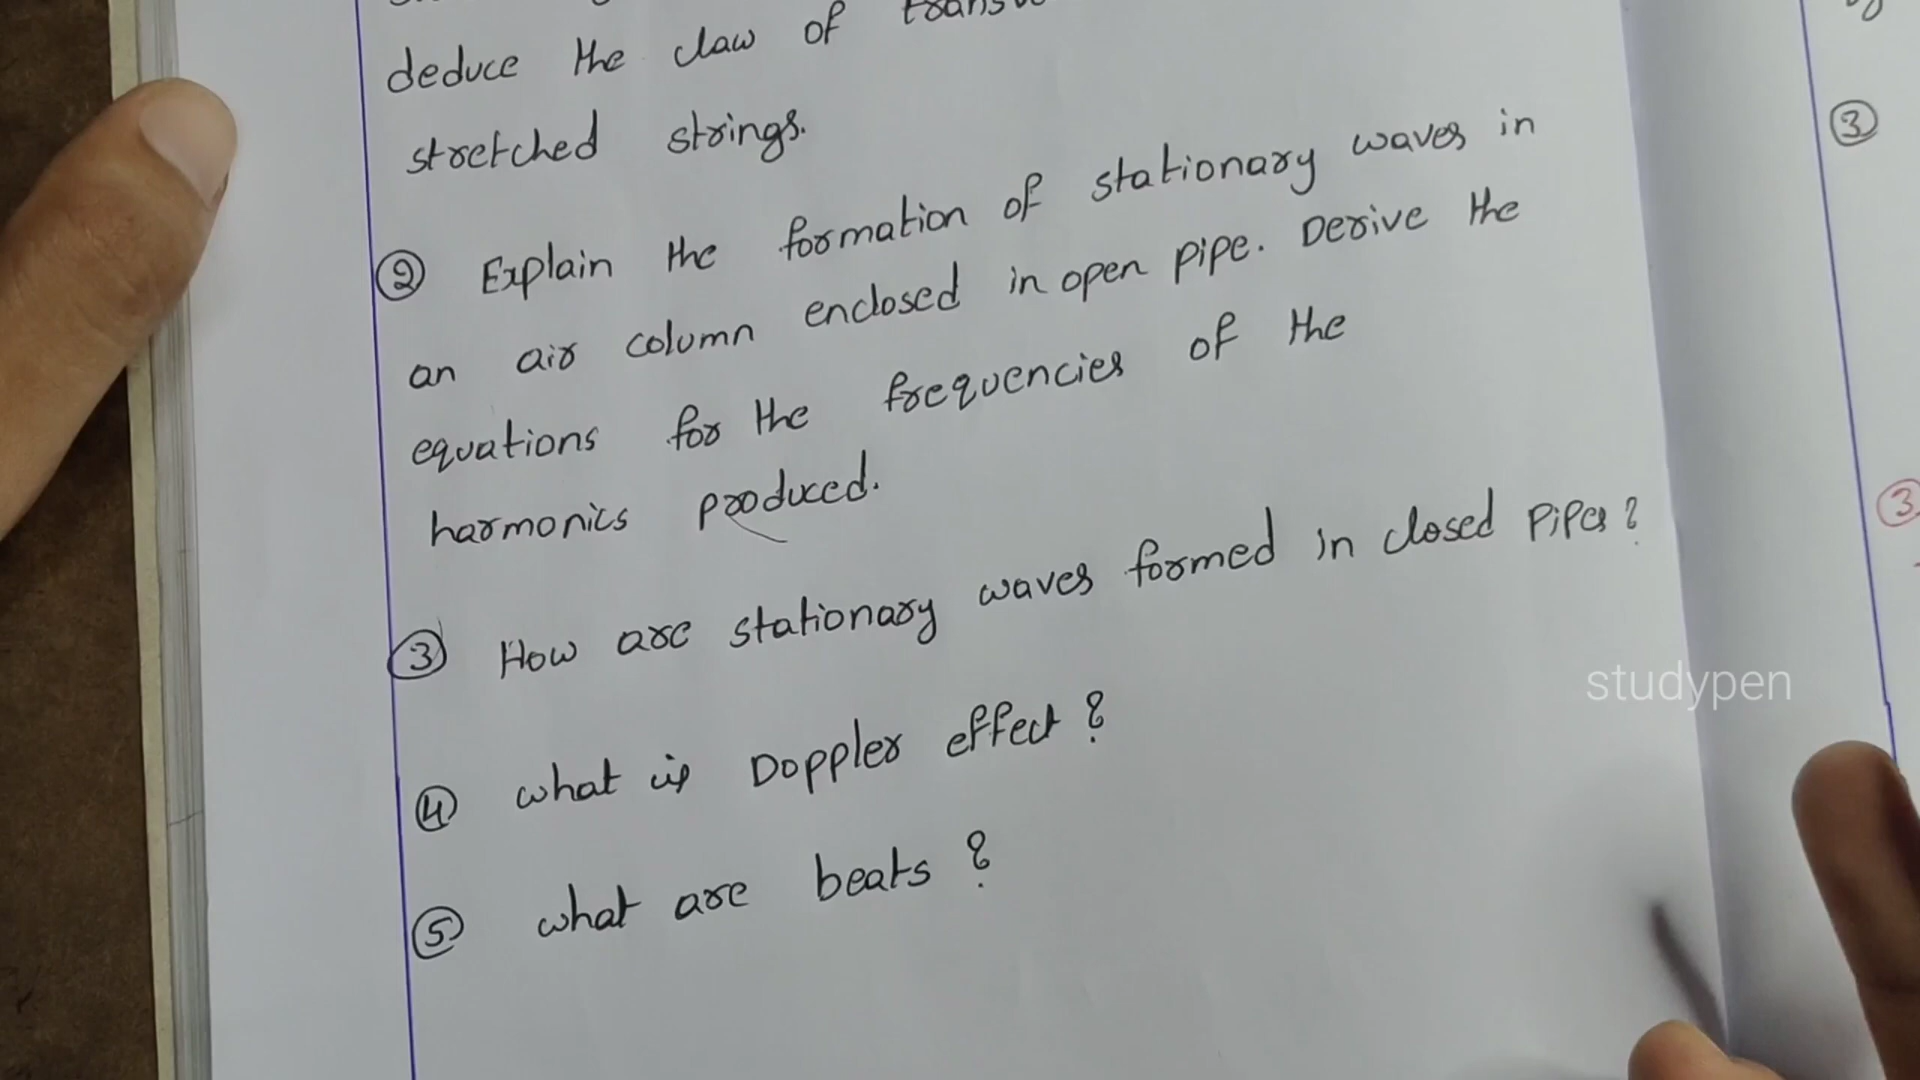 deduce the claw of
stretched strings.
② Explain the formation of stationary waves in
an air column enclosed in open pipe. Derive the
equations for the frequencies of the
harmonics produced.
③ How are stationary waves formed in closed Pipes?
④ what is Doppler effect?
⑤ what are beats?
studypen
③
③